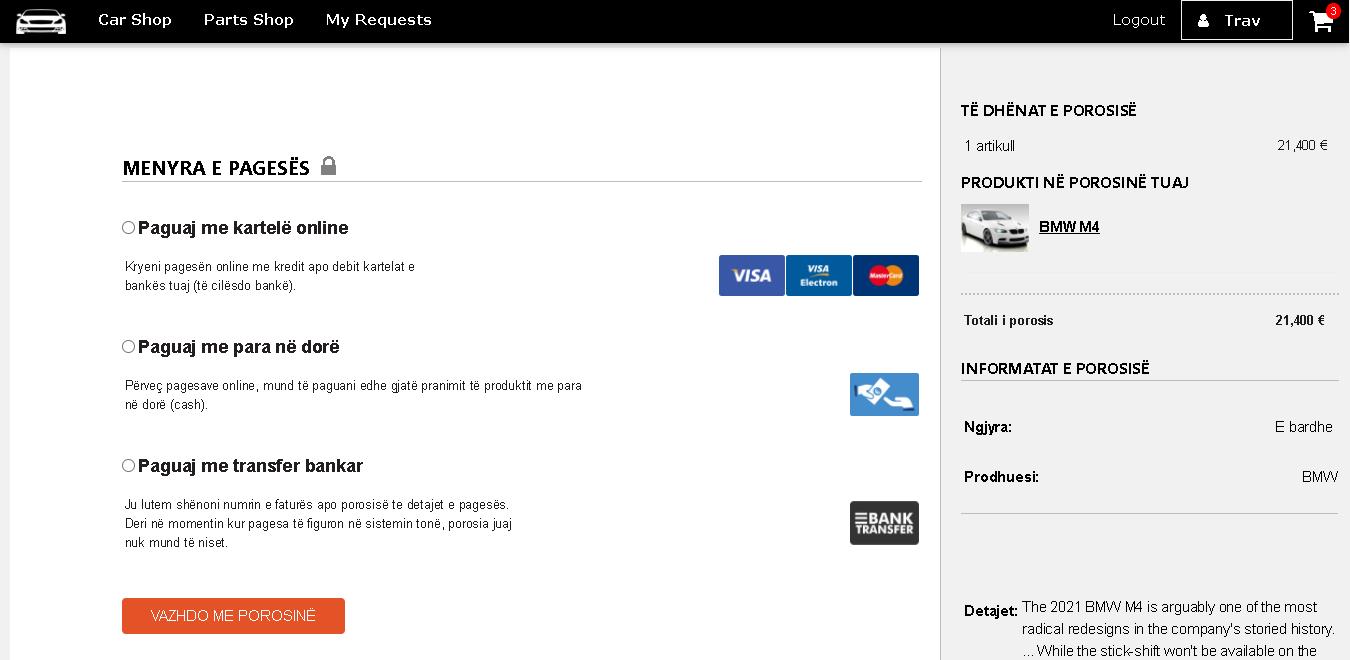 Car Shop Parts Shop My Requests Logout Trav 3
MENYRA E PAGESËS
Paguaj me kartelë online
Kryeni pagesën online me kredit apo debit kartelat e
bankës tuaj (të cilësdo bankë).
VISA VISA Electron MasterCard
Paguaj me para në dorë
Përveç pagesave online, mund të paguani edhe gjatë pranimit të produktit me para
në dorë (cash).
Paguaj me transfer bankar
Ju lutem shënoni numrin e faturës apo porosisë te detajet e pagesës.
Deri në momentin kur pagesa të figuron në sistemin tonë, porosia juaj
nuk mund të niset.
BANK
TRANSFER
VAZHDO ME POROSINË
TË DHËNAT E POROSISË
1 artikull 21,400 €
PRODUKTI NË POROSINË TUAJ
BMW M4
Totali i porosis 21,400 €
INFORMATAT E POROSISË
Ngjyra: E bardhe
Prodhuesi: BMW
Detajet: The 2021 BMW M4 is arguably one of the most
radical redesigns in the company's storied history.
... While the stick-shift won't be available on the